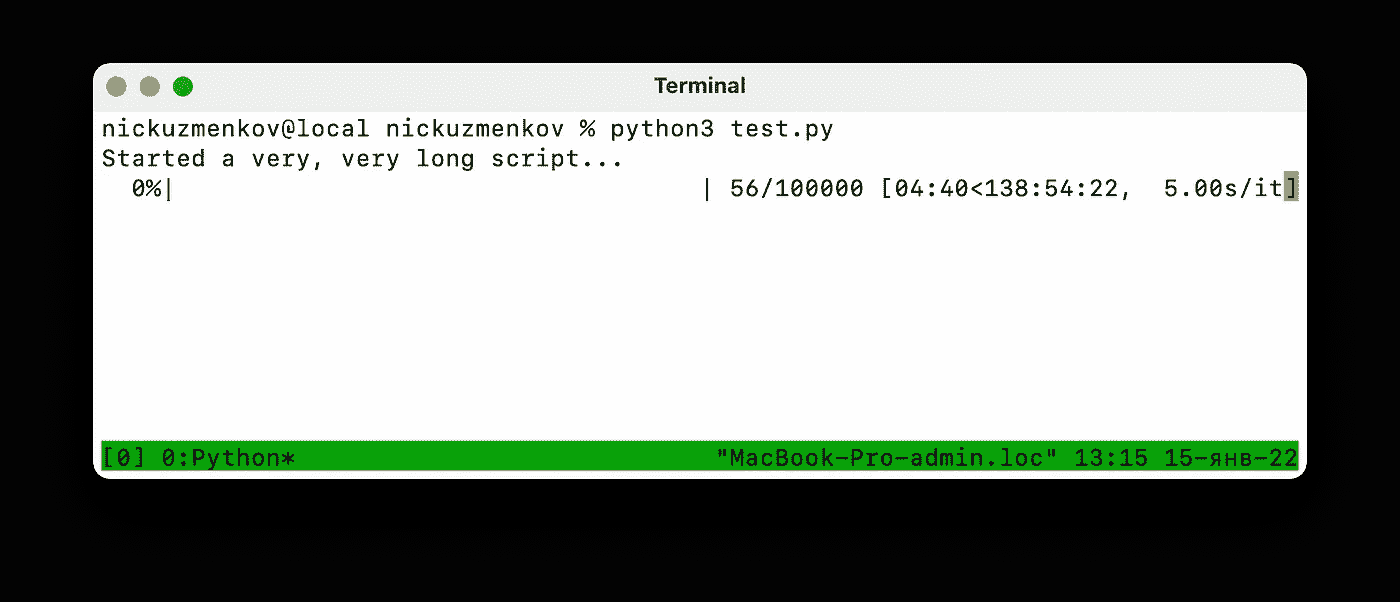 Terminal
nickuzmenkov@local nickuzmenkov % python3 test.py
Started a very, very long script...
  0%|                                    | 56/100000 [04:40<138:54:22,  5.00s/it]
[0] 0:Python*                            "MacBook-Pro-admin.loc" 13:15 15-янв-22